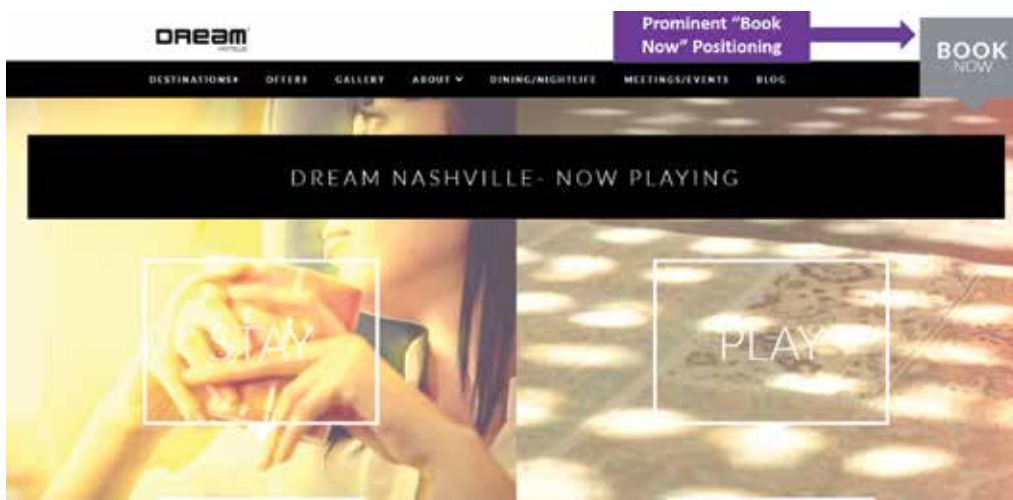 DREAM
HOTELS
Prominent "Book
Now" Positioning
BOOK
NOW
DESTINATIONS+ OFFERS GALLERY ABOUT DINING/NIGHTLIFE MEETINGS/EVENTS BLOG
DREAM NASHVILLE- NOW PLAYING
STAY
PLAY